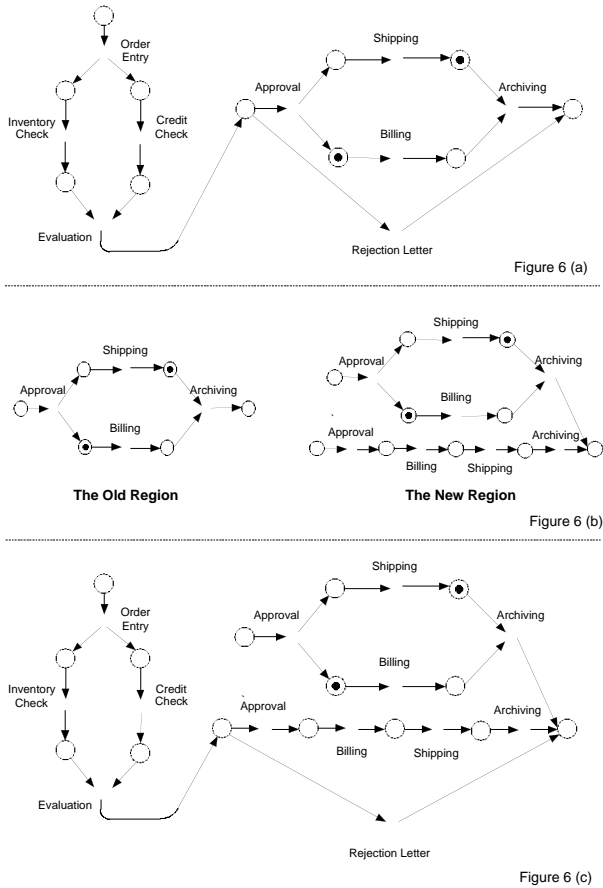 Order
Entry
Inventory
Check
Credit
Check
Evaluation
Approval
Shipping
Billing
Archiving
Rejection Letter
Figure 6 (a)
Approval
Shipping
Billing
Archiving
The Old Region
Shipping
Approval
Archiving
Billing
Approval
Billing
Shipping
Archiving
The New Region
Figure 6 (b)
Order
Entry
Inventory
Check
Credit
Check
Evaluation
Shipping
Approval
Archiving
Billing
Approval
Billing
Shipping
Archiving
Rejection Letter
Figure 6 (c)